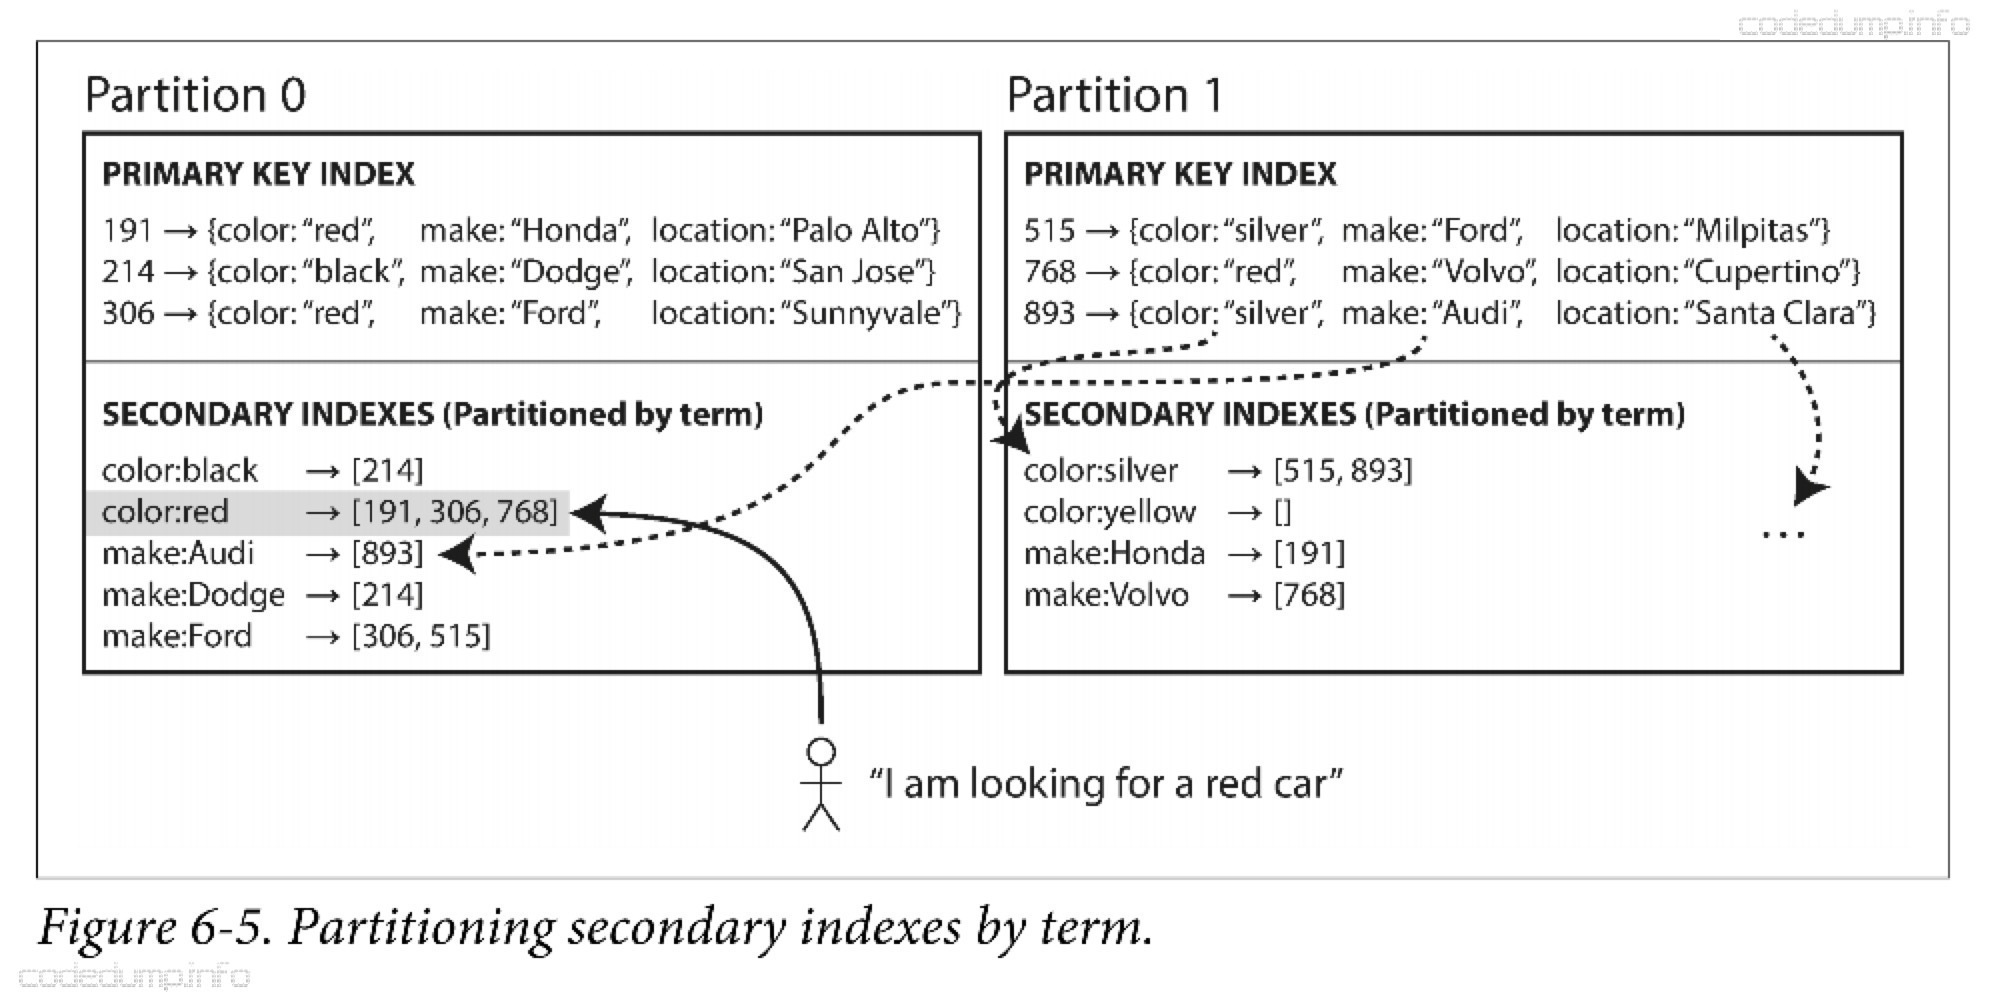 codedumpinfo
Partition 0
PRIMARY KEY INDEX
191 → {color: “red”, make: “Honda”, location: “Palo Alto”}
214 → {color: “black”, make: “Dodge”, location: “San Jose”}
306 → {color: “red”, make: “Ford”, location: “Sunnyvale”}
SECONDARY INDEXES (Partitioned by term)
color:black → [214]
color:red → [191, 306, 768]
make:Audi → [893]
make:Dodge → [214]
make:Ford → [306, 515]
Partition 1
PRIMARY KEY INDEX
515 → {color: “silver”, make: “Ford”, location: “Milpitas”}
768 → {color: “red”, make: “Volvo”, location: “Cupertino”}
893 → {color: “silver”, make: “Audi”, location: “Santa Clara”}
SECONDARY INDEXES (Partitioned by term)
color:silver → [515, 893]
color:yellow → []
make:Honda → [191]
make:Volvo → [768]
...
“I am looking for a red car”
Figure 6-5. Partitioning secondary indexes by term.
codedumpinfo